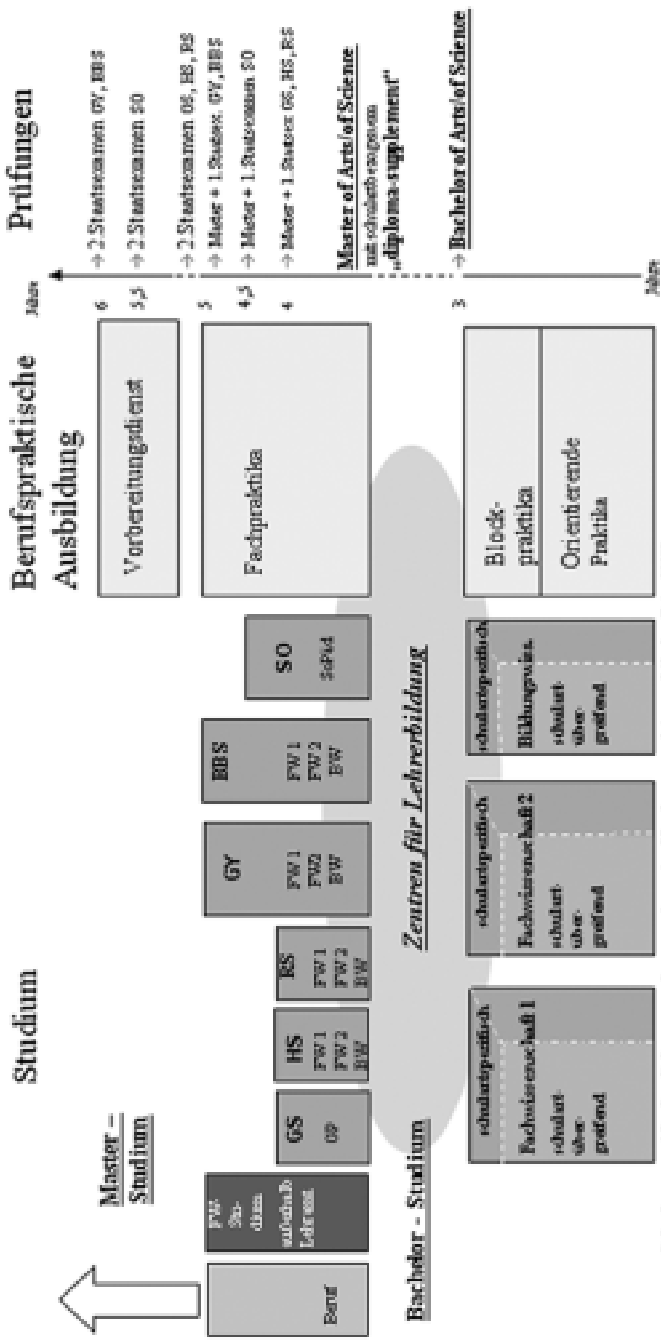 Studium
Berufspraktische
Ausbildung
Prüfungen
Master –
Studium
Jahre
6
5,5
5
4,5
4
3
Jahre
→ 2.Staatsexamen GY, BBS
→ 2.Staatsexamen SO
→ 2.Staatsexamen GS, HS, RS
→ Master + 1.Staatsex. GY, BBS
→ Master + 1.Staatsexamen SO
→ Master + 1.Staatsex GS, HS, RS
Master of Arts/of Science
mit schulartbezogenem
„diploma-supplement“
→ Bachelor of Arts/of Science
Vorbereitungsdienst
Fachpraktika
Block-
praktika
Orientierende
Praktika
Beruf
FW-
Stu-
dium
außerhalb
Lehramt
GS
GP
HS
FW 1
FW 2
BW
RS
FW 1
FW 2
BW
GY
FW 1
FW2
BW
BBS
FW 1
FW 2
BW
SO
SoPäd
Zentren für Lehrerbildung
Bachelor - Studium
schulartspezifisch
Fachwissenschaft 1
schulart-
über-
greifend
schulartspezifisch
Fachwissenschaft 2
schulart-
über-
greifend
schulartspezifisch
Bildungswiss.
schulart-
über-
greifend